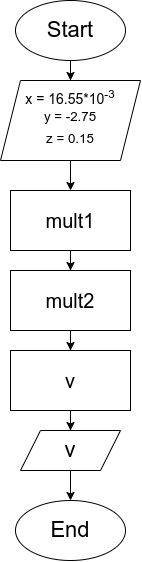 Start
x = 16.55*10⁻³
y = -2.75
z = 0.15
mult1
mult2
v
v
End